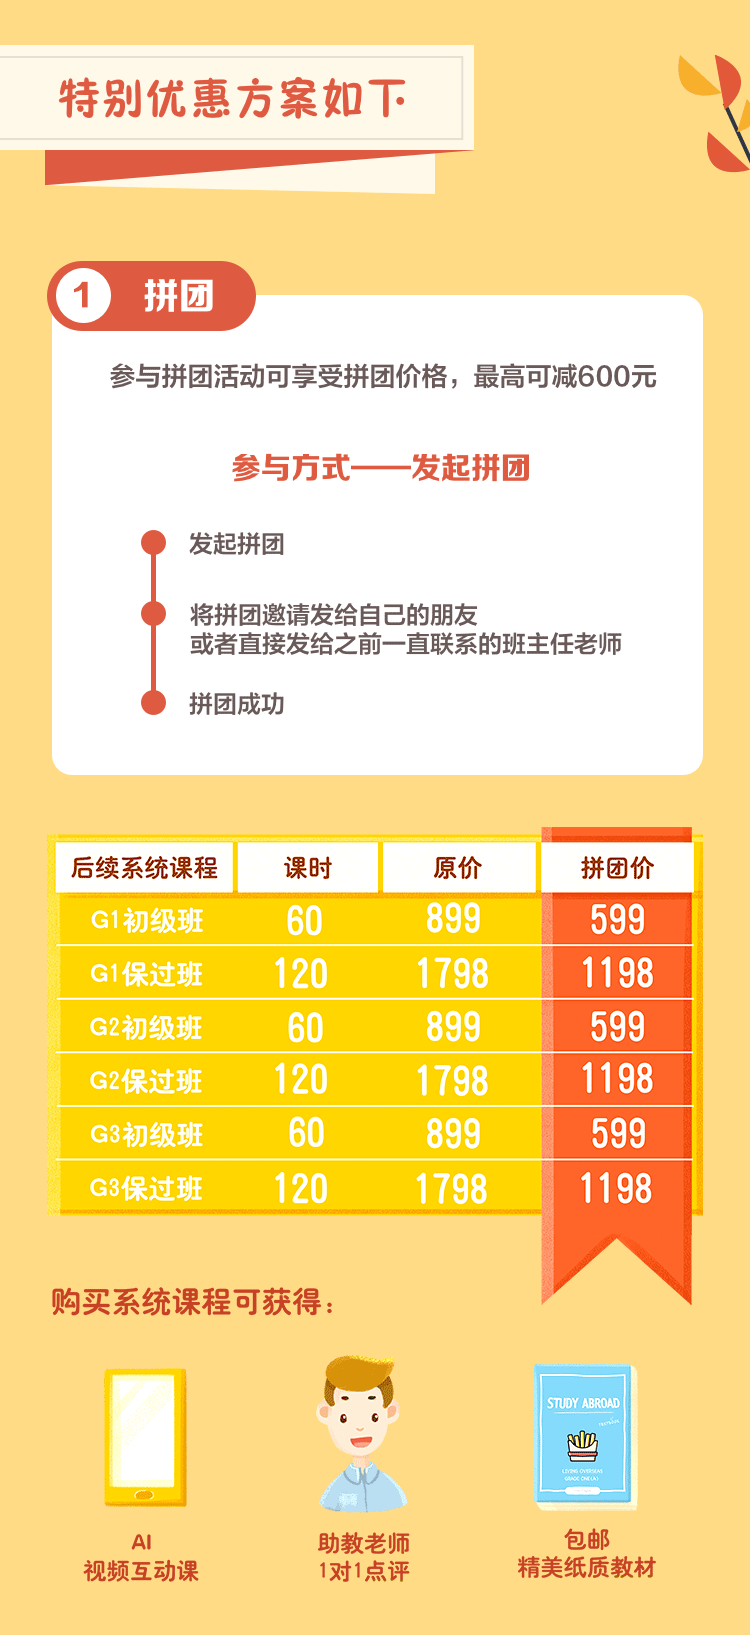 特别优惠方案如下
1 拼团
参与拼团活动可享受拼团价格，最高可减600元
参与方式——发起拼团
发起拼团
将拼团邀请发给自己的朋友
或者直接发给之前一直联系的班主任老师
拼团成功
后续系统课程 课时 原价 拼团价
G1初级班 60 899 599
G1保过班 120 1798 1198
G2初级班 60 899 599
G2保过班 120 1798 1198
G3初级班 60 899 599
G3保过班 120 1798 1198
购买系统课程可获得：
STUDY ABROAD
LIVING OVERSEAS
AI
视频互动课
助教老师
1对1点评
包邮
精美纸质教材